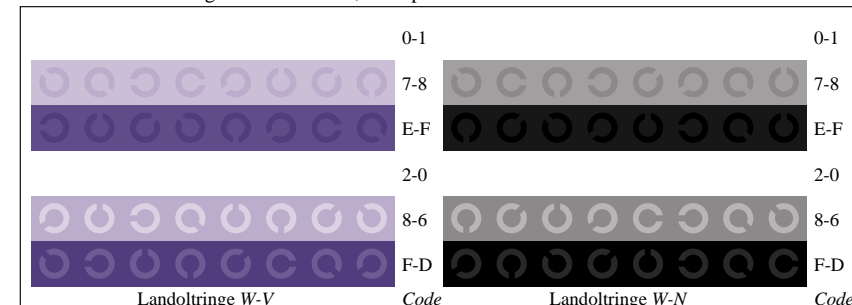 0-1 0-1
7-8 7-8
E-F E-F
2-0 2-0
8-6 8-6
F-D F-D
Landoltringe W-V Code Landoltringe W-N Code